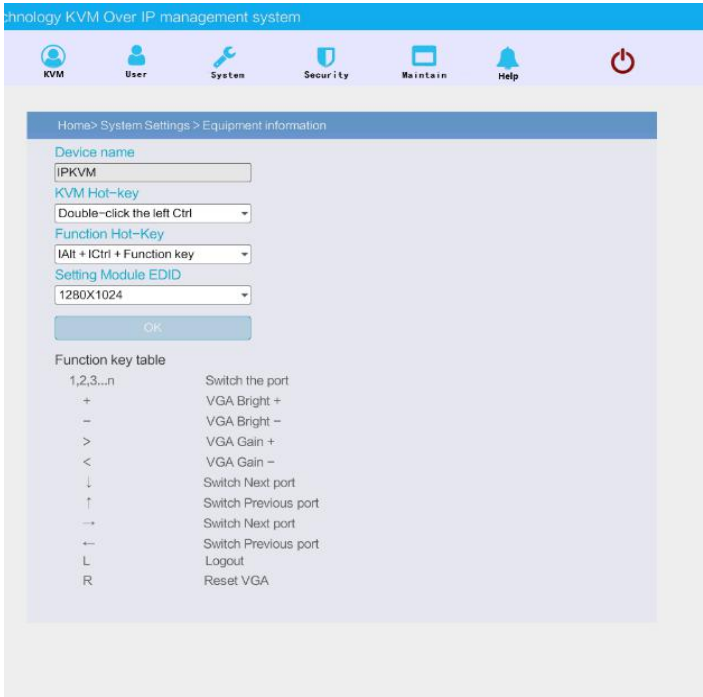 chnology KVM Over IP management system
KVM User System Security Maintain Help
Home> System Settings > Equipment information
Device name
IPKVM
KVM Hot-key
Double-click the left Ctrl
Function Hot-Key
lAlt + lCtrl + Function key
Setting Module EDID
1280X1024
OK
Function key table
1,2,3...n Switch the port
+ VGA Bright +
- VGA Bright -
> VGA Gain +
< VGA Gain -
↓ Switch Next port
↑ Switch Previous port
→ Switch Next port
← Switch Previous port
L Logout
R Reset VGA